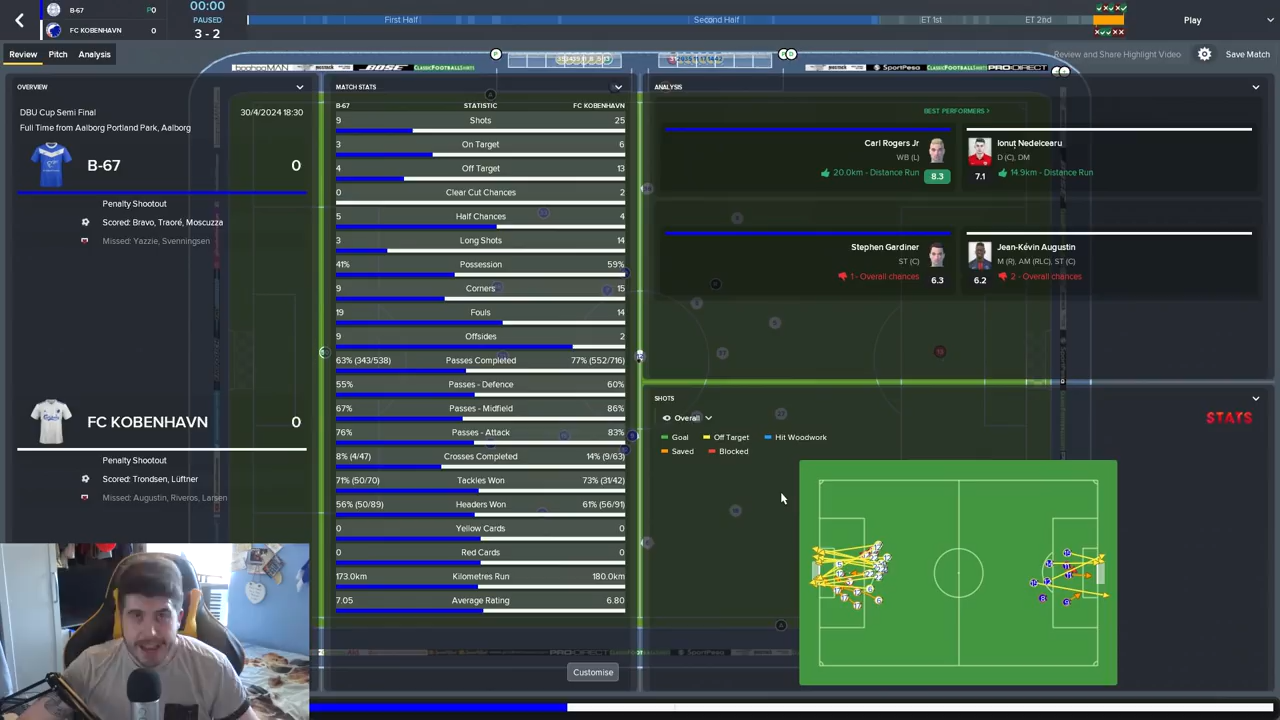 B-67 P0
FC KOBENHAVN 0
00:00
PAUSED
3 - 2
First Half Second Half ET 1st ET 2nd
Play
Review Pitch Analysis
Review and Share Highlight Video Save Match
OVERVIEW
DBU Cup Semi Final 30/4/2024 18:30
Full Time from Aalborg Portland Park, Aalborg
B-67 0
Penalty Shootout
Scored: Bravo, Traoré, Moscuzza
Missed: Yazzie, Svenningsen
FC KOBENHAVN 0
Penalty Shootout
Scored: Trondsen, Lüftner
Missed: Augustin, Riveros, Larsen
MATCH STATS
B-67 STATISTIC FC KOBENHAVN
9 Shots 25
3 On Target 6
4 Off Target 13
0 Clear Cut Chances 2
5 Half Chances 4
3 Long Shots 14
41% Possession 59%
9 Corners 15
19 Fouls 14
9 Offsides 2
63% (343/538) Passes Completed 77% (552/716)
55% Passes - Defence 60%
67% Passes - Midfield 86%
76% Passes - Attack 83%
8% (4/47) Crosses Completed 14% (9/63)
71% (50/70) Tackles Won 73% (31/42)
56% (50/89) Headers Won 61% (56/91)
0 Yellow Cards 0
0 Red Cards 0
173.0km Kilometres Run 180.0km
7.05 Average Rating 6.80
Customise
ANALYSIS
BEST PERFORMERS >
Carl Rogers Jr
WB (L)
20.0km - Distance Run 8.3
Ionuț Nedelcearu
D (C), DM
7.1 14.9km - Distance Run
Stephen Gardiner
ST (C)
1 - Overall chances 6.3
Jean-Kévin Augustin
M (R), AM (RLC), ST (C)
6.2 2 - Overall chances
SHOTS
Overall
Goal Off Target Hit Woodwork
Saved Blocked
STATS
BOSE CLASSICFOOTBALLSHIRTS
SportPesa CLASSICFOOTBALLSHIRTS PRO:DIRECT